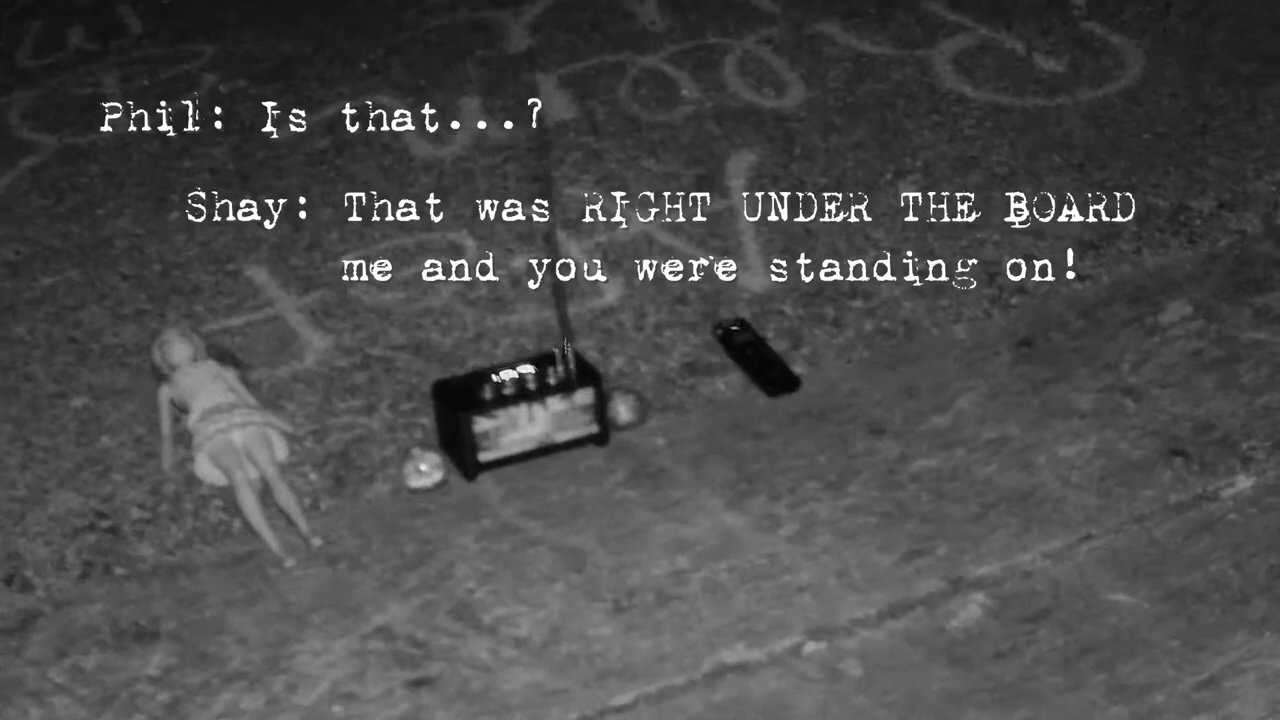 Phil: Is that...?
Shay: That was RIGHT UNDER THE BOARD
me and you were standing on!